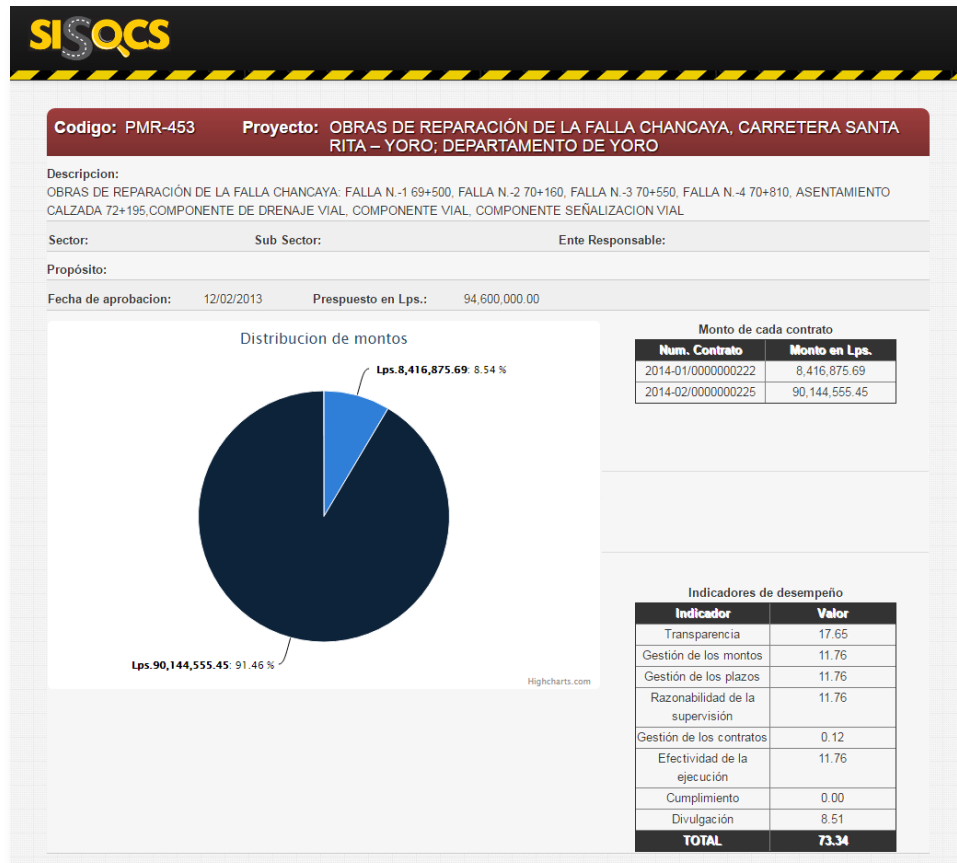 SISOCS
Codigo: PMR-453 Proyecto: OBRAS DE REPARACIÓN DE LA FALLA CHANCAYA, CARRETERA SANTA
RITA – YORO; DEPARTAMENTO DE YORO
Descripcion:
OBRAS DE REPARACIÓN DE LA FALLA CHANCAYA: FALLA N.-1 69+500, FALLA N.-2 70+160, FALLA N.-3 70+550, FALLA N.-4 70+810, ASENTAMIENTO
CALZADA 72+195,COMPONENTE DE DRENAJE VIAL, COMPONENTE VIAL, COMPONENTE SEÑALIZACION VIAL
Sector: Sub Sector: Ente Responsable:
Propósito:
Fecha de aprobacion: 12/02/2013 Prespuesto en Lps.: 94,600,000.00
Distribucion de montos
Lps.8,416,875.69: 8.54 %
Lps.90,144,555.45: 91.46 %
Highcharts.com
Monto de cada contrato
Num. Contrato Monto en Lps.
2014-01/0000000222 8,416,875.69
2014-02/0000000225 90,144,555.45
Indicadores de desempeño
Indicador Valor
Transparencia 17.65
Gestión de los montos 11.76
Gestión de los plazos 11.76
Razonabilidad de la 11.76
supervisión
Gestión de los contratos 0.12
Efectividad de la 11.76
ejecución
Cumplimiento 0.00
Divulgación 8.51
TOTAL 73.34